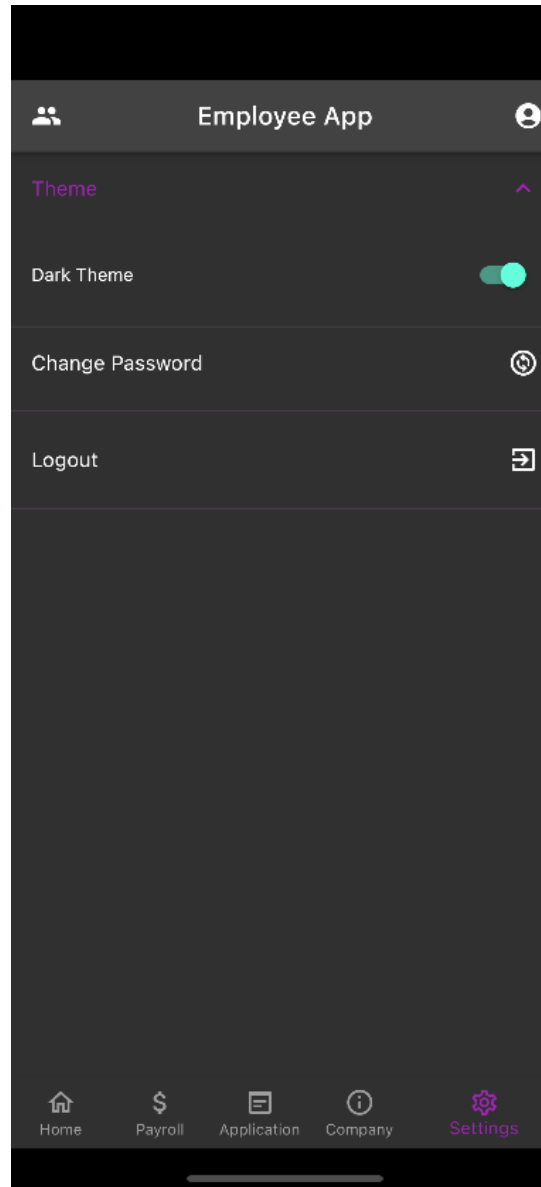 Employee App
Theme
Dark Theme
Change Password
Logout
Home
Payroll
Application
Company
Settings